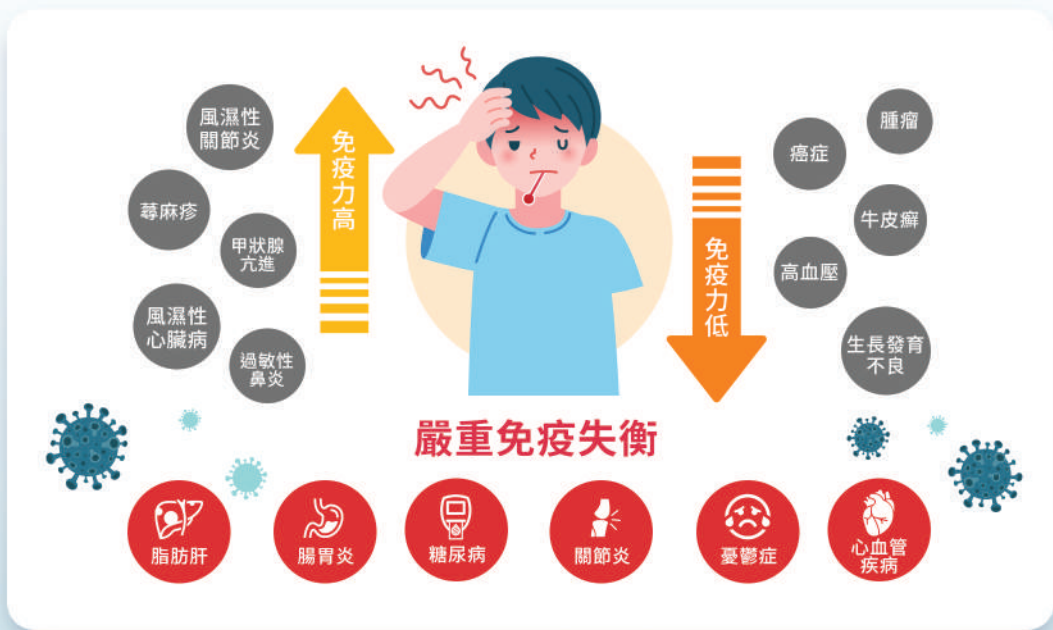 風濕性
關節炎
蕁麻疹
甲狀腺
亢進
風濕性
心臟病
過敏性
鼻炎
免疫力高
免疫力低
腫瘤
癌症
牛皮癬
高血壓
生長發育
不良
嚴重免疫失衡
脂肪肝
腸胃炎
糖尿病
關節炎
憂鬱症
心血管
疾病